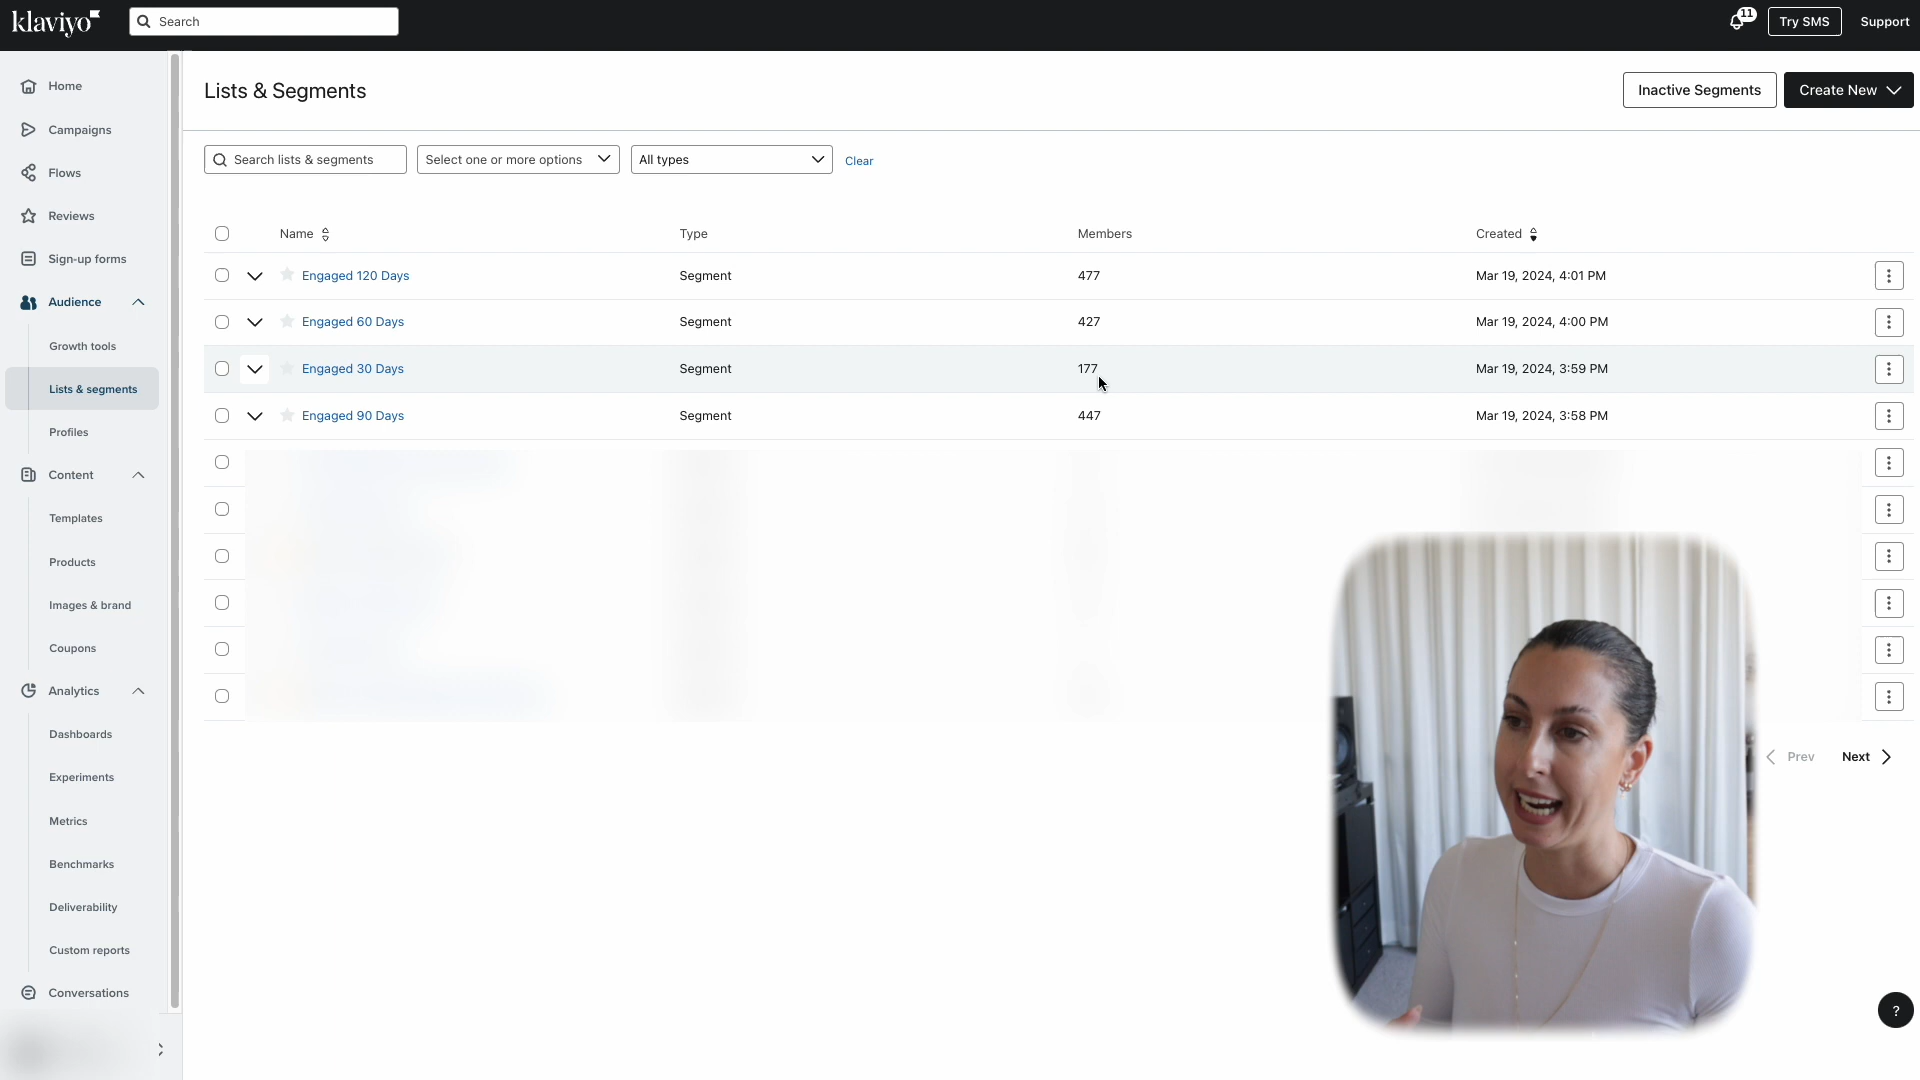 klaviyo
Search
11
Try SMS
Support
Home
Campaigns
Flows
Reviews
Sign-up forms
Audience
Growth tools
Lists & segments
Profiles
Content
Templates
Products
Images & brand
Coupons
Analytics
Dashboards
Experiments
Metrics
Benchmarks
Deliverability
Custom reports
Conversations
Lists & Segments
Inactive Segments
Create New
Search lists & segments
Select one or more options
All types
Clear
Name Type Members Created
Engaged 120 Days Segment 477 Mar 19, 2024, 4:01 PM
Engaged 60 Days Segment 427 Mar 19, 2024, 4:00 PM
Engaged 30 Days Segment 177 Mar 19, 2024, 3:59 PM
Engaged 90 Days Segment 447 Mar 19, 2024, 3:58 PM
Prev Next
?